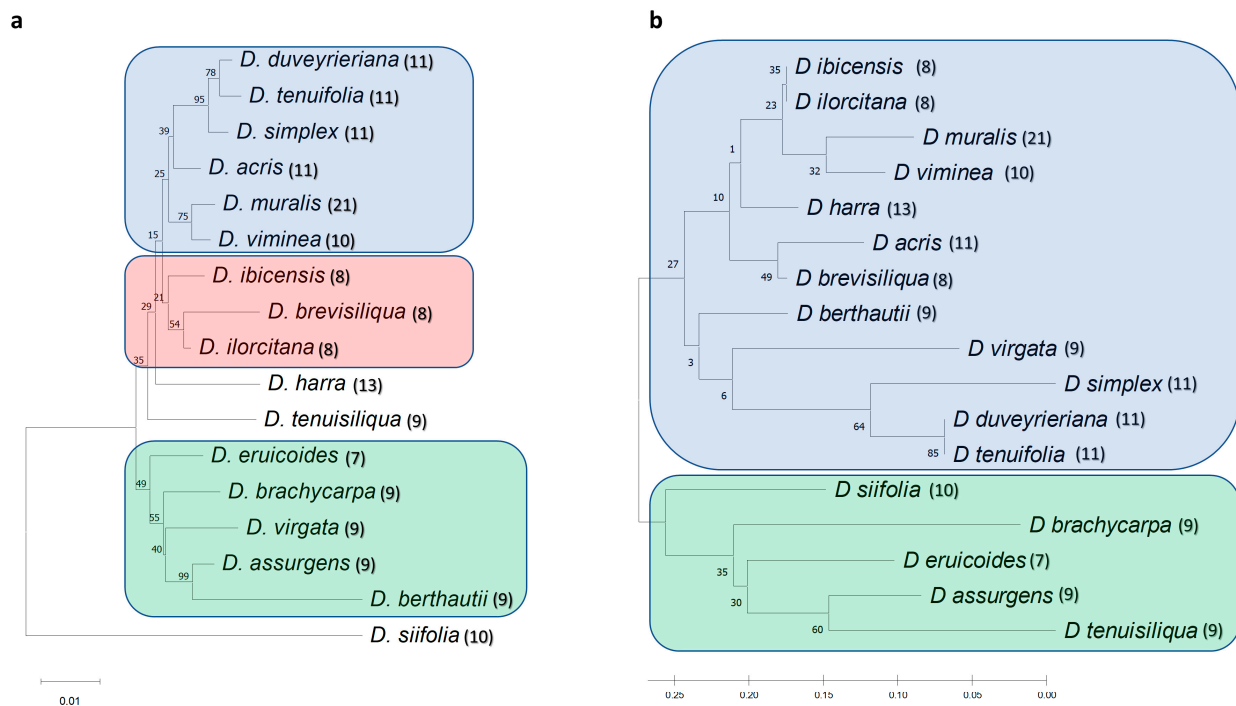 a
78
D. duveyrieriana (11)
95
D. tenuifolia (11)
D. simplex (11)
39
D. acris (11)
25
D. muralis (21)
75
15
D. viminea (10)
D. ibicensis (8)
21
29
D. brevisiliqua (8)
54
D. ilorcitana (8)
35
D. harra (13)
D. tenuisiliqua (9)
D. eruicoides (7)
49
D. brachycarpa (9)
55
D. virgata (9)
40
D. assurgens (9)
99
D. berthautii (9)
D. siifolia (10)
0.01
b
35
D ibicensis (8)
23
D ilorcitana (8)
D muralis (21)
1
32
D viminea (10)
10
D harra (13)
D acris (11)
27
49
D brevisiliqua (8)
D berthautii (9)
3
D virgata (9)
6
D simplex (11)
64
D duveyrieriana (11)
85
D tenuifolia (11)
D siifolia (10)
D brachycarpa (9)
35
D eruicoides (7)
30
D assurgens (9)
60
D tenuisiliqua (9)
0.25 0.20 0.15 0.10 0.05 0.00